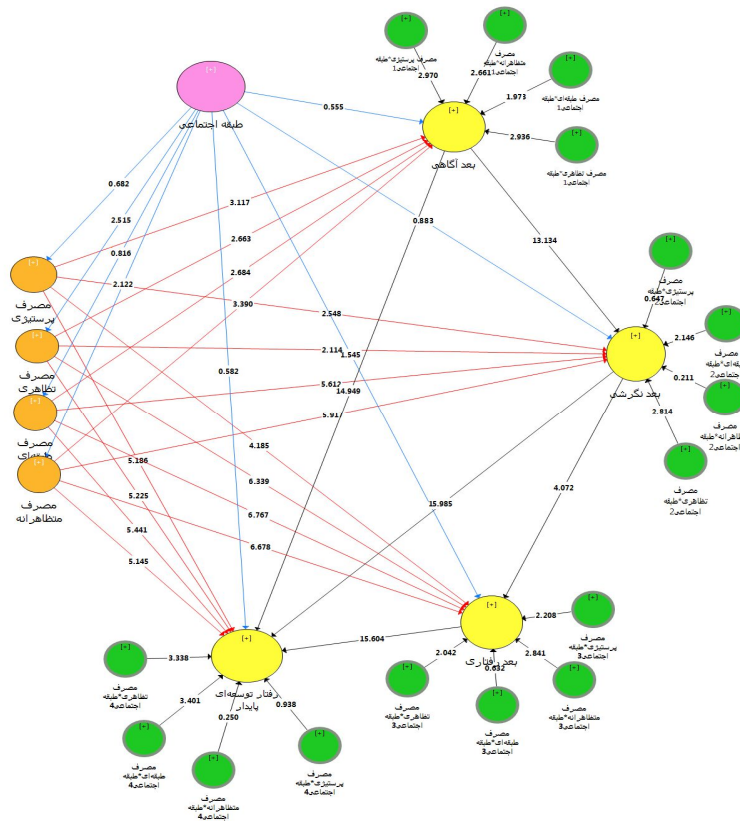 [+]
[+]
[+]
مصرف پرستیژی*طبقه
اجتماعی1
مصرف
متظاهرانه*طبقه
اجتماعی1
2.970
2.661
[+]
مصرف طبقه‌ای*طبقه
اجتماعی1
1.973
[+]
طبقه اجتماعی
0.555
[+]
بعد آگاهی
2.936
[+]
مصرف تظاهری*طبقه
اجتماعی1
0.682
2.515
0.816
2.122
3.117
2.663
2.684
3.390
0.883
13.134
[+]
مصرف
پرستیژی*طبقه
اجتماعی2
0.647
[+]
مصرف
پرستیژی
[+]
مصرف
تظاهری
[+]
مصرف
[+]
مصرف
متظاهرانه
2.548
2.114
5.612
1.545
0.582
14.949
[+]
بعد نگرشی
2.146
[+]
مصرف
اجتماعی2
0.211
[+]
مصرف
اجتماعی2
2.814
[+]
مصرف
تظاهری*طبقه
اجتماعی2
5.186
5.225
5.441
5.145
4.185
6.339
6.767
6.678
15.985
4.072
[+]
بعد رفتاری
15.604
2.208
[+]
مصرف
پرستیژی*طبقه
اجتماعی3
2.841
[+]
مصرف
متظاهرانه*طبقه
اجتماعی3
0.632
[+]
مصرف
طبقه‌ای*طبقه
اجتماعی3
2.042
[+]
مصرف
تظاهری*طبقه
اجتماعی3
[+]
رفتار توسعه‌ای
پایدار
3.338
[+]
مصرف
تظاهری*طبقه
اجتماعی4
3.401
[+]
مصرف
طبقه‌ای*طبقه
اجتماعی4
0.250
[+]
مصرف
متظاهرانه*طبقه
اجتماعی4
0.938
[+]
مصرف
پرستیژی*طبقه
اجتماعی4